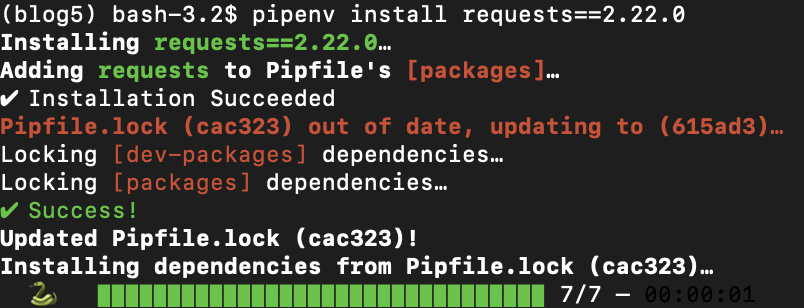 (blog5) bash-3.2$ pipenv install requests==2.22.0
Installing requests==2.22.0…
Adding requests to Pipfile's [packages]…
✔ Installation Succeeded
Pipfile.lock (cac323) out of date, updating to (615ad3)…
Locking [dev-packages] dependencies…
Locking [packages] dependencies…
✔ Success!
Updated Pipfile.lock (cac323)!
Installing dependencies from Pipfile.lock (cac323)…
7/7 — 00:00:01